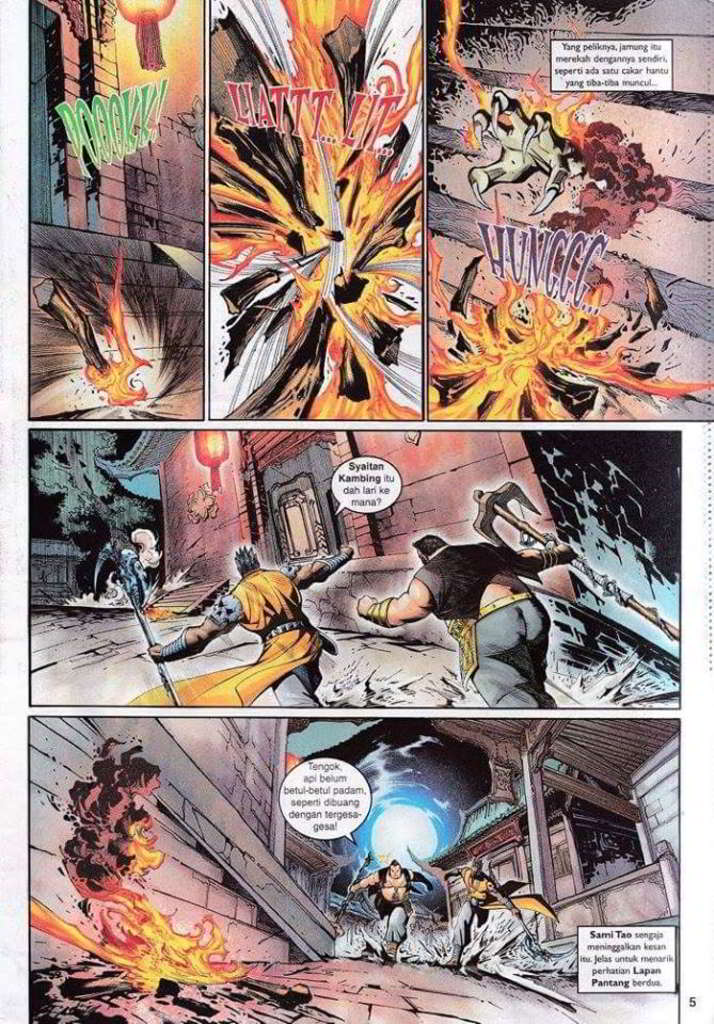 POOOKK!
LIATTT... LIT...
Yang peliknya, jamung itu
merekah dengannya sendiri,
seperti ada satu cakar hantu
yang tiba-tiba muncul...
HUNGGG...
Syaitan
Kambing itu
dah lari ke
mana?
Tengok,
api belum
betul-betul padam,
seperti dibuang
dengan tergesa-
gesa!
Sami Tao sengaja
meninggalkan kesan
itu. Jelas untuk menarik
perhatian Lapan
Pantang berdua.
5